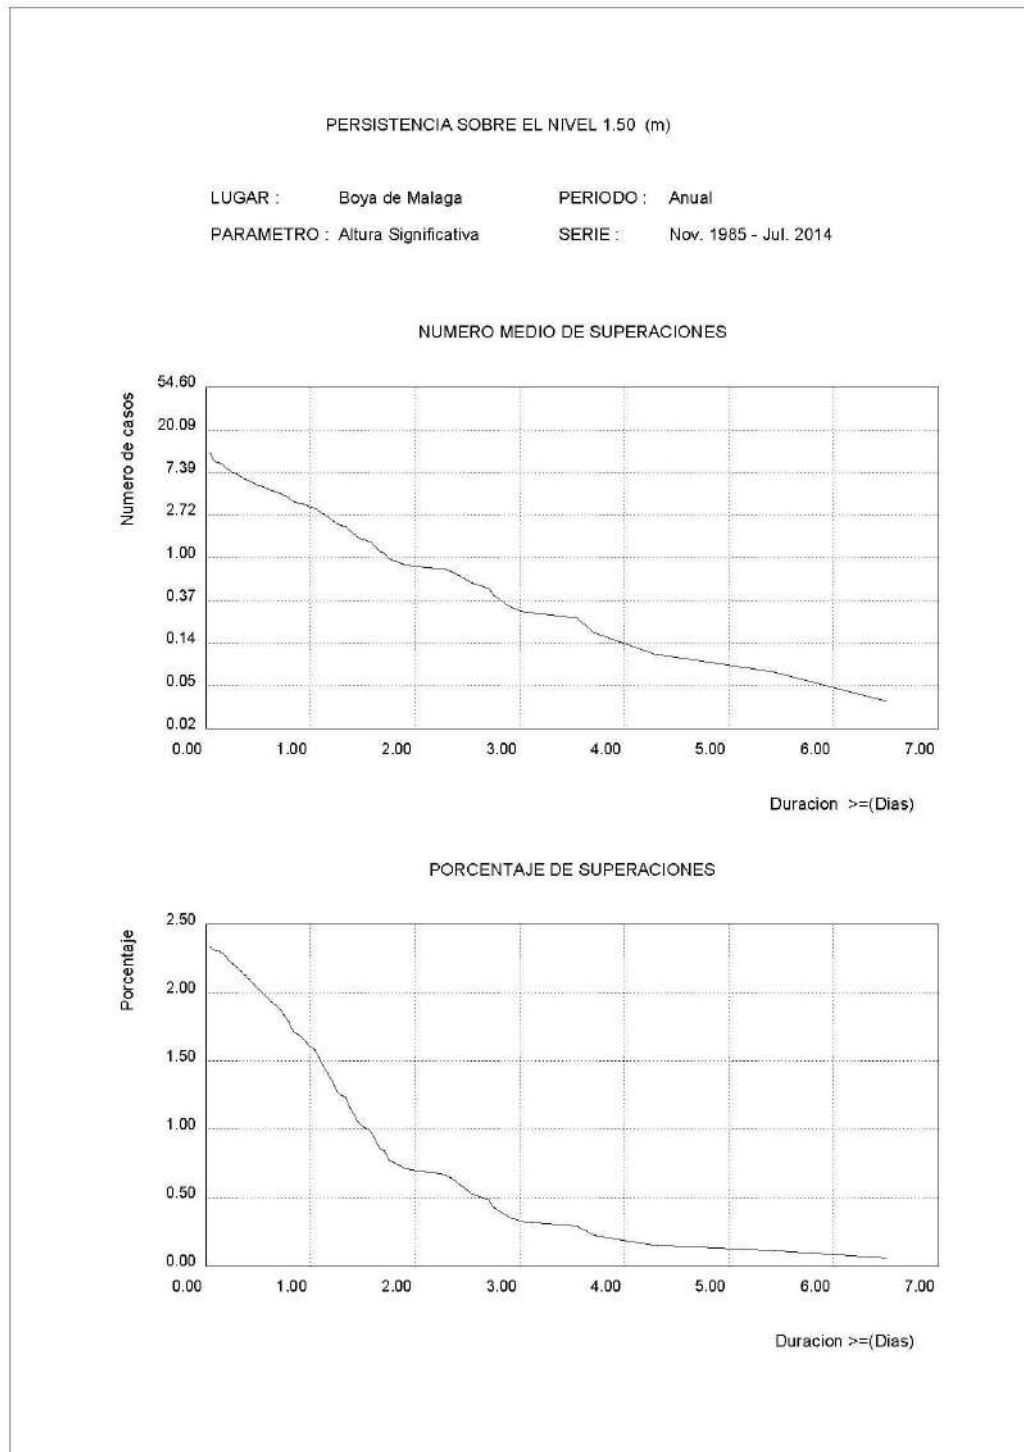 PERSISTENCIA SOBRE EL NIVEL 1.50 (m)
LUGAR : Boya de Malaga PERIODO : Anual
PARAMETRO : Altura Significativa SERIE : Nov. 1985 - Jul. 2014
NUMERO MEDIO DE SUPERACIONES
Numero de casos
54.60
20.09
7.39
2.72
1.00
0.37
0.14
0.05
0.02
0.00 1.00 2.00 3.00 4.00 5.00 6.00 7.00
Duracion >=(Dias)
PORCENTAJE DE SUPERACIONES
Porcentaje
2.50
2.00
1.50
1.00
0.50
0.00
0.00 1.00 2.00 3.00 4.00 5.00 6.00 7.00
Duracion >=(Dias)